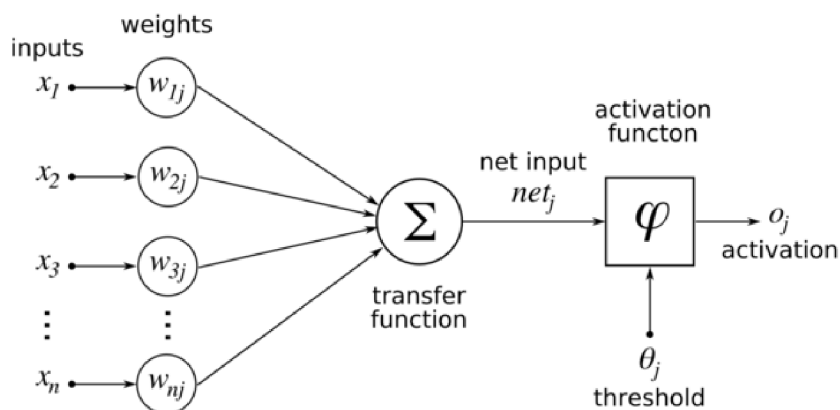 weights
inputs
x₁
w₁ⱼ
x₂
w₂ⱼ
x₃
w₃ⱼ
⋮
⋮
xₙ
wₙⱼ
Σ
transfer
function
net input
netⱼ
activation
functon
φ
oⱼ
activation
θⱼ
threshold